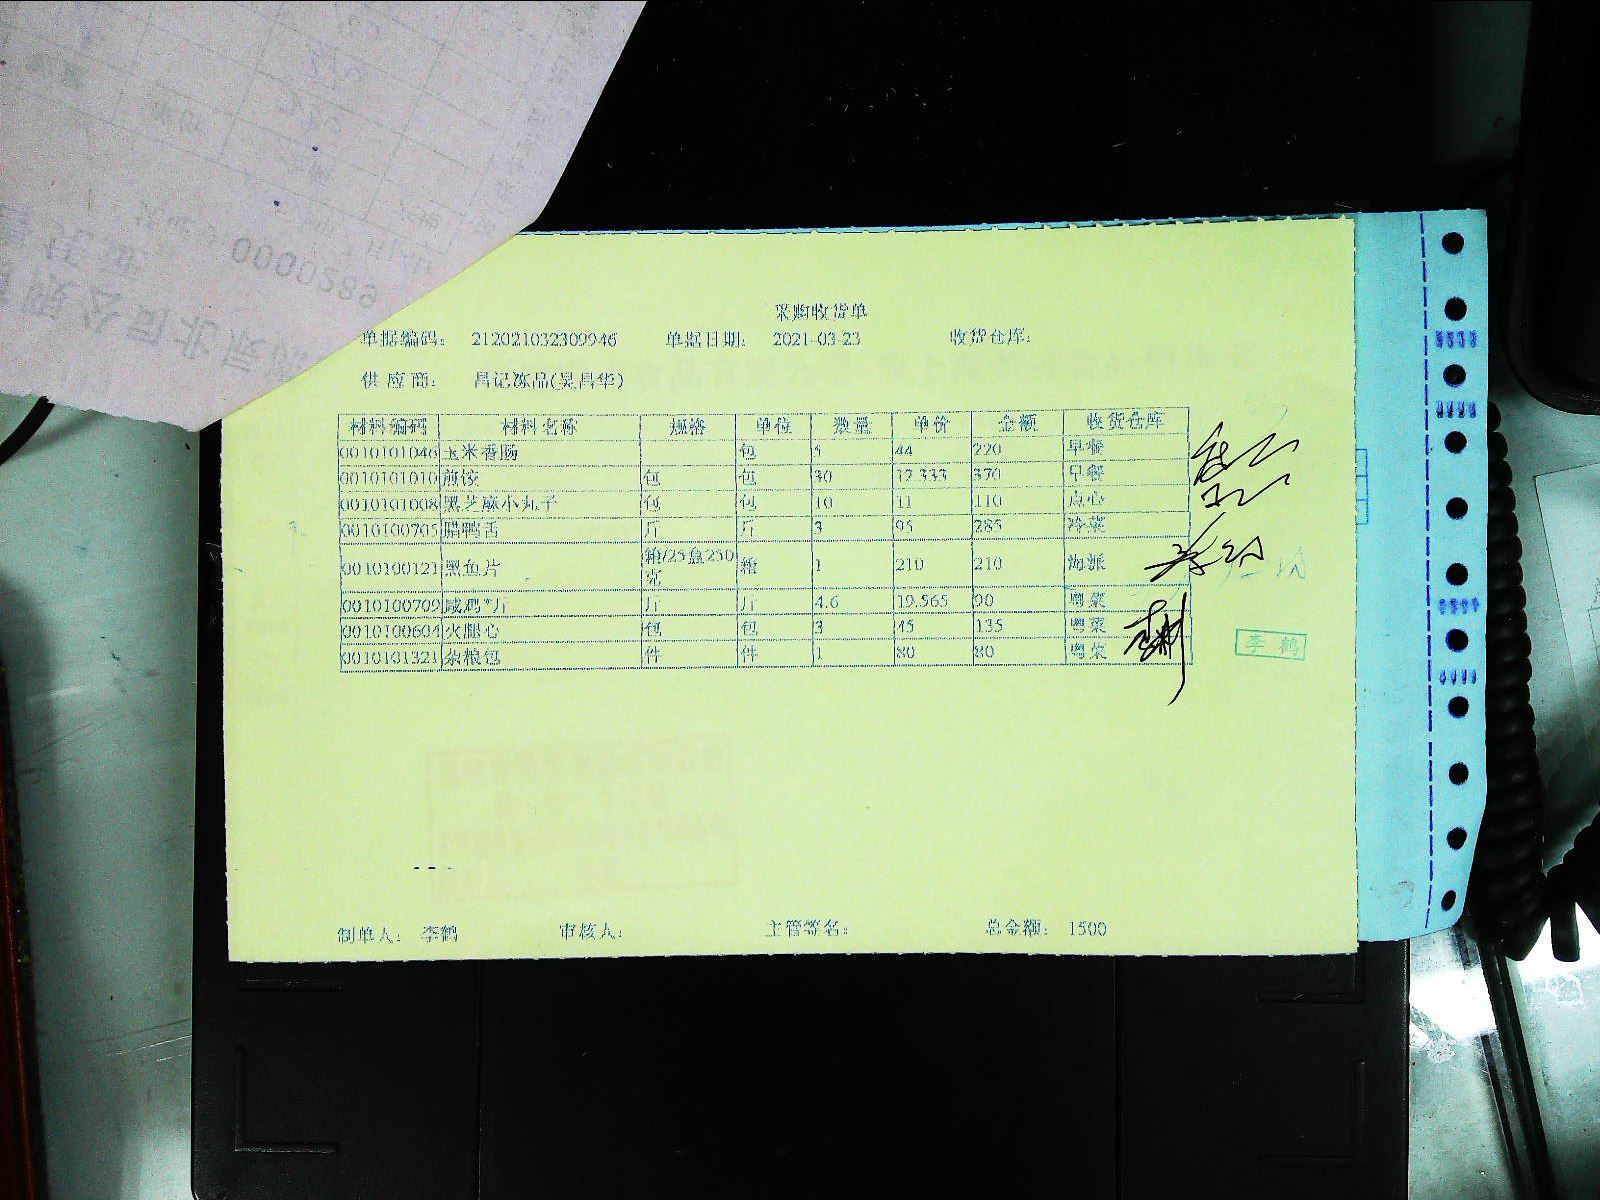 采购收货单
单据编码： 212021032309946 单据日期： 2021-03-23 收货仓库：
供应商： 昌记冻品(吴昌华)
材料编码 材料名称 规格 单位 数量 单价 金额 收货仓库
0010101046 玉米香肠 包 5 44 220 早餐
0010101010 煎饺 包 包 30 12.333 370 早餐
0010101008 黑芝麻小丸子 包 包 10 11 110 点心
0010100705 腊鸭舌 斤 斤 3 95 285 冷菜
0010100121 黑鱼片 箱/25盒250克 箱 1 210 210 海派
0010100709 咸鸡*斤 斤 斤 4.6 19.565 90 粤菜
0010100604 火腿心 包 包 3 45 135 粤菜
0010101321 杂粮包 件 件 1 80 80 粤菜
李鹤
制单人： 李鹤 审核人： 主管签名： 总金额： 1500